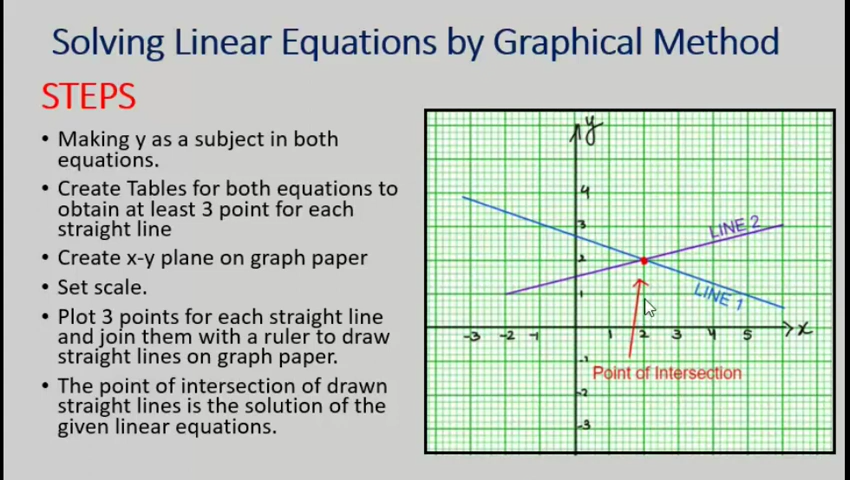 Solving Linear Equations by Graphical Method
STEPS
• Making y as a subject in both
equations.
• Create Tables for both equations to
obtain at least 3 point for each
straight line
• Create x-y plane on graph paper
• Set scale.
• Plot 3 points for each straight line
and join them with a ruler to draw
straight lines on graph paper.
• The point of intersection of drawn
straight lines is the solution of the
given linear equations.
y
4
3
LINE 2
2
1
LINE 1
-3 -2 -1 1 2 3 4 5 x
-1
Point of Intersection
-2
-3